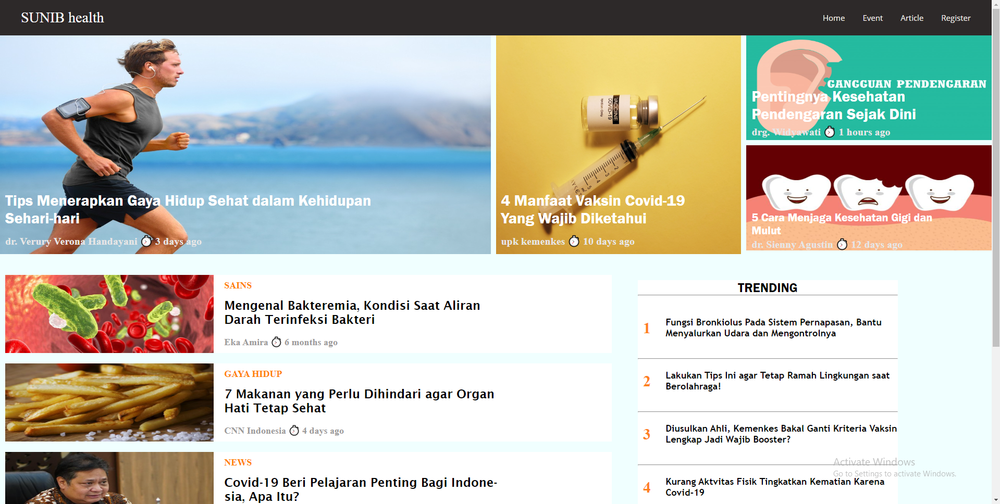 SUNIB health
Home Event Article Register
Tips Menerapkan Gaya Hidup Sehat dalam Kehidupan
Sehari-hari
dr. Verury Verona Handayani 3 days ago
VACCINE
COVID-19
Injection Only
4 Manfaat Vaksin Covid-19
Yang Wajib Diketahui
upk kemenkes 10 days ago
GANGGUAN PENDENGARAN
Pentingnya Kesehatan
Pendengaran Sejak Dini
drg. Widyawati 1 hours ago
5 Cara Menjaga Kesehatan Gigi dan
Mulut
dr. Sienny Agustin 12 days ago
SAINS
Mengenal Bakteremia, Kondisi Saat Aliran
Darah Terinfeksi Bakteri
Eka Amira 6 months ago
GAYA HIDUP
7 Makanan yang Perlu Dihindari agar Organ
Hati Tetap Sehat
CNN Indonesia 4 days ago
NEWS
Covid-19 Beri Pelajaran Penting Bagi Indone-
sia, Apa Itu?
TRENDING
1
Fungsi Bronkiolus Pada Sistem Pernapasan, Bantu
Menyalurkan Udara dan Mengontrolnya
2
Lakukan Tips Ini agar Tetap Ramah Lingkungan saat
Berolahraga!
3
Diusulkan Ahli, Kemenkes Bakal Ganti Kriteria Vaksin
Lengkap Jadi Wajib Booster?
4
Kurang Aktvitas Fisik Tingkatkan Kematian Karena
Covid-19
Activate Windows
Go to Settings to activate Windows.